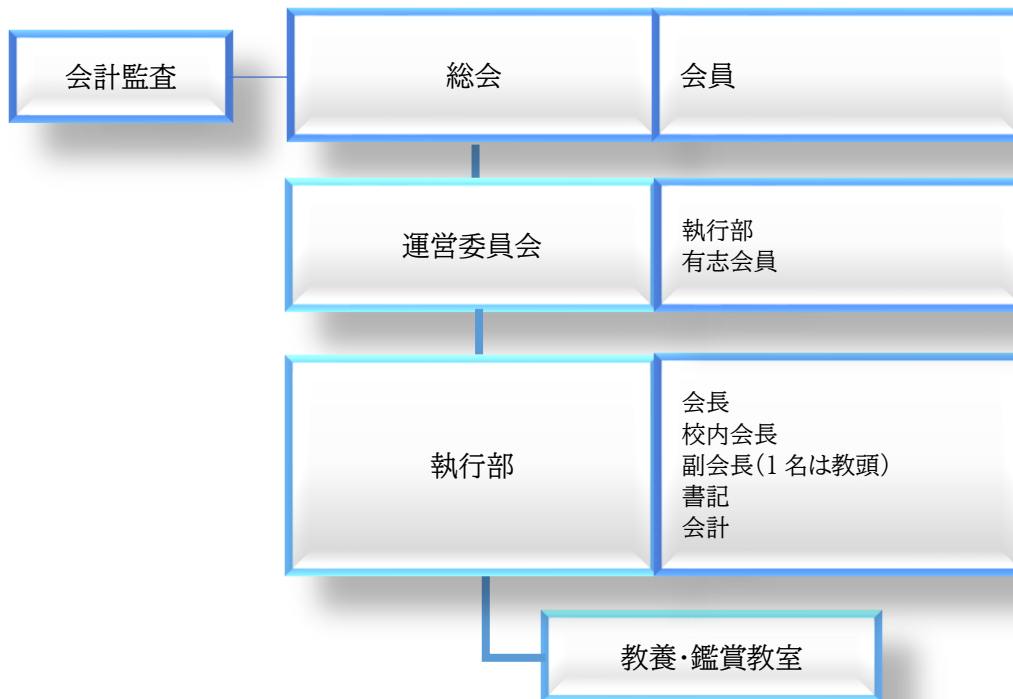 会計監査
総会
会員
運営委員会
執行部
有志会員
執行部
会長
校内会長
副会長(1名は教頭)
書記
会計
教養･鑑賞教室